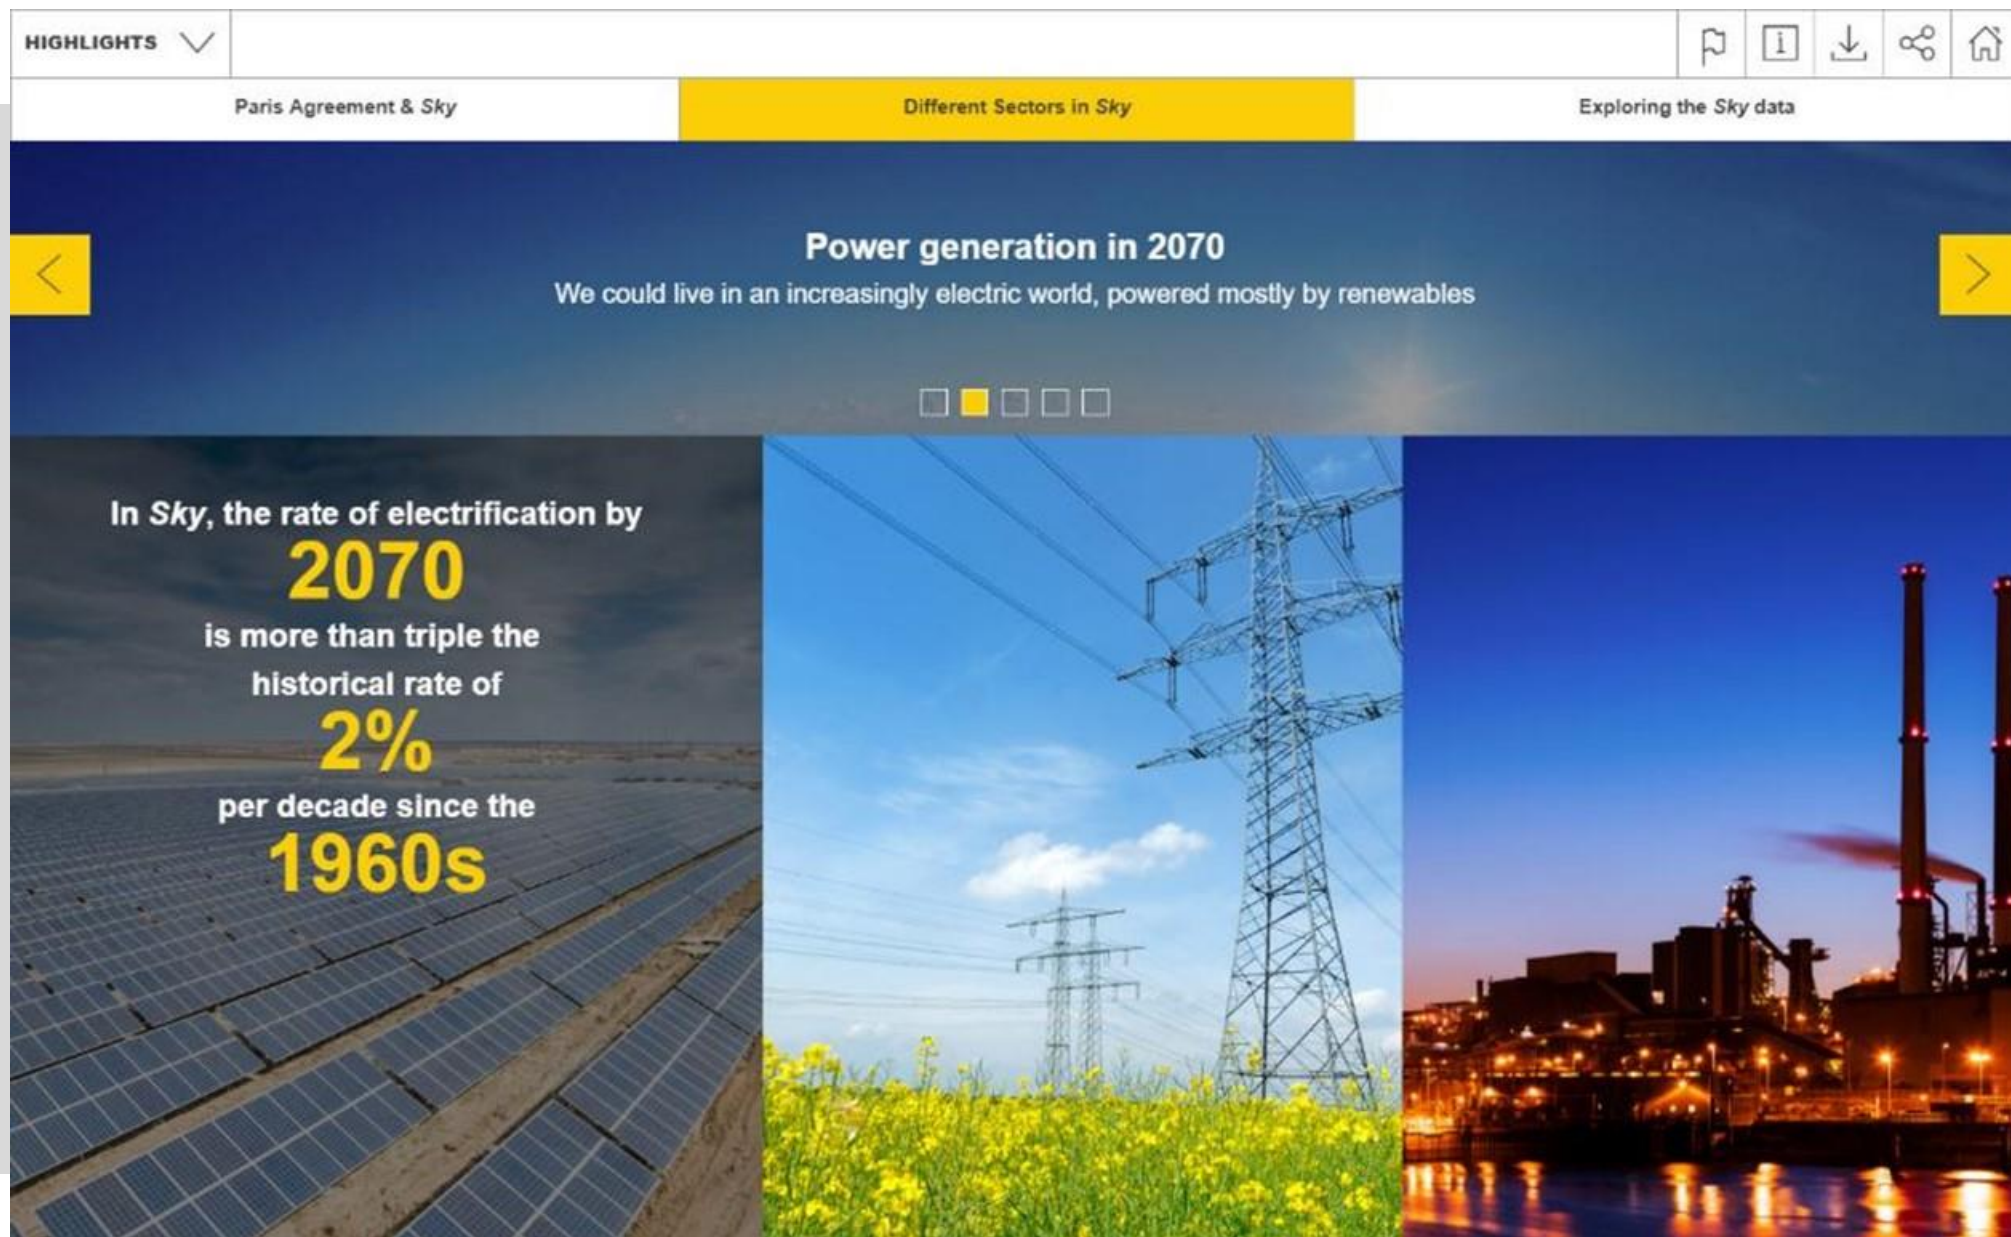 HIGHLIGHTS
Paris Agreement & Sky
Different Sectors in Sky
Exploring the Sky data
Power generation in 2070
We could live in an increasingly electric world, powered mostly by renewables
In Sky, the rate of electrification by
2070
is more than triple the
historical rate of
2%
per decade since the
1960s